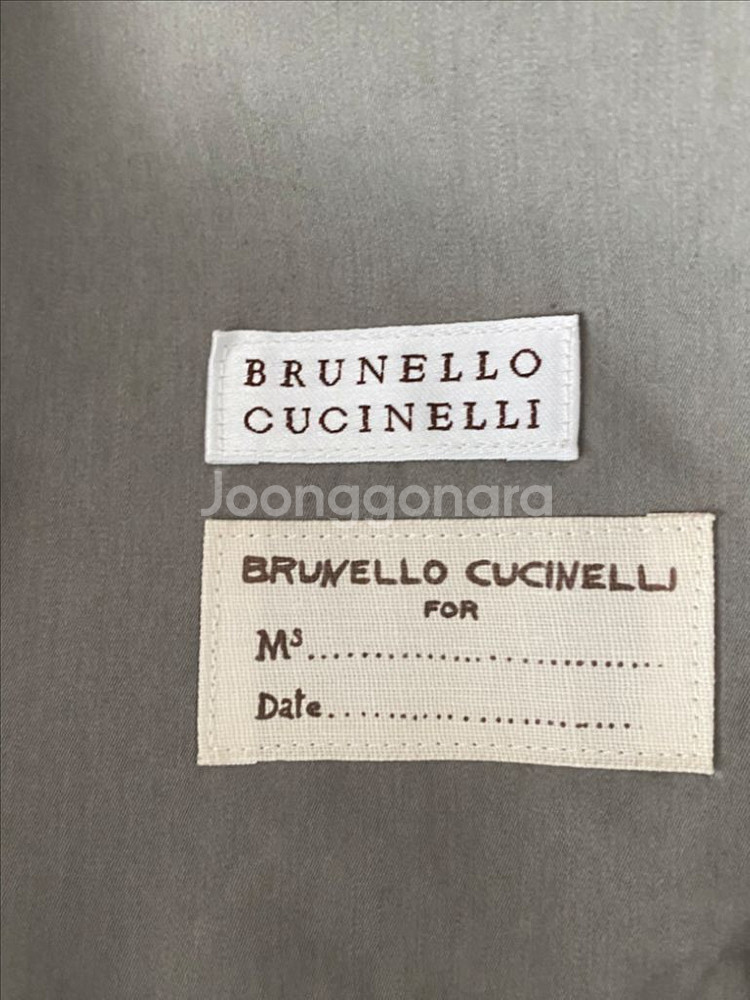 BRUNELLO
CUCINELLI
Joonggonara
BRUNELLO CUCINELLI
FOR
Ms....................................
Date..............................